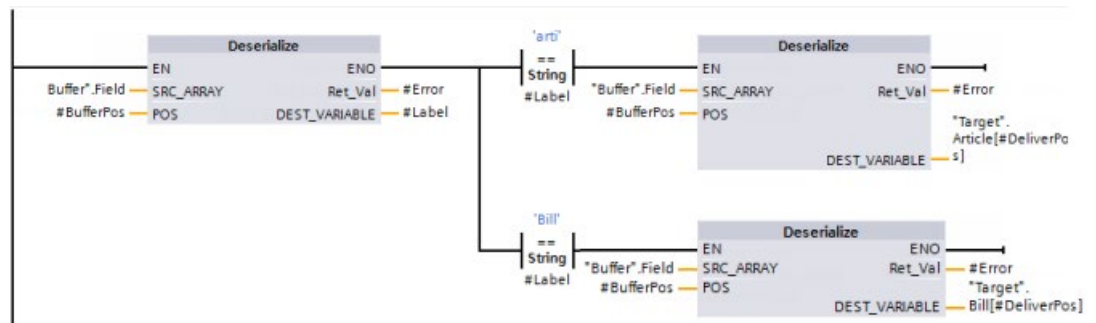 Deserialize
EN ENO
Buffer".Field SRC_ARRAY Ret_Val #Error
#BufferPos POS DEST_VARIABLE #Label
'arti'
==
String
#Label
Deserialize
EN ENO
"Buffer".Field SRC_ARRAY Ret_Val #Error
#BufferPos POS
"Target".
Article[#DeliverPo
DEST_VARIABLE s]
'Bill'
==
String
#Label
Deserialize
EN ENO
"Buffer".Field SRC_ARRAY Ret_Val #Error
#BufferPos POS
"Target".
DEST_VARIABLE Bill[#DeliverPos]